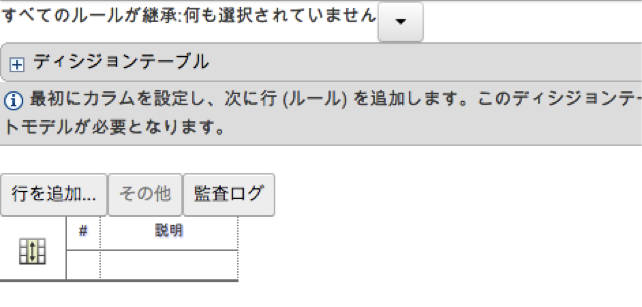 すべてのルールが継承:何も選択されていません
ディシジョンテーブル
最初にカラムを設定し、次に行 (ルール) を追加します。このディシジョンテー
トモデルが必要となります。
行を追加... その他 監査ログ
# 説明